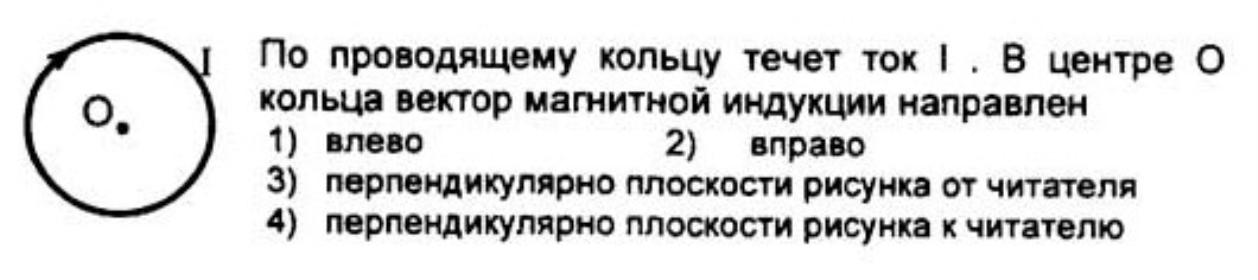 I По проводящему кольцу течет ток I . В центре О
О. кольца вектор магнитной индукции направлен
1) влево 2) вправо
3) перпендикулярно плоскости рисунка от читателя
4) перпендикулярно плоскости рисунка к читателю